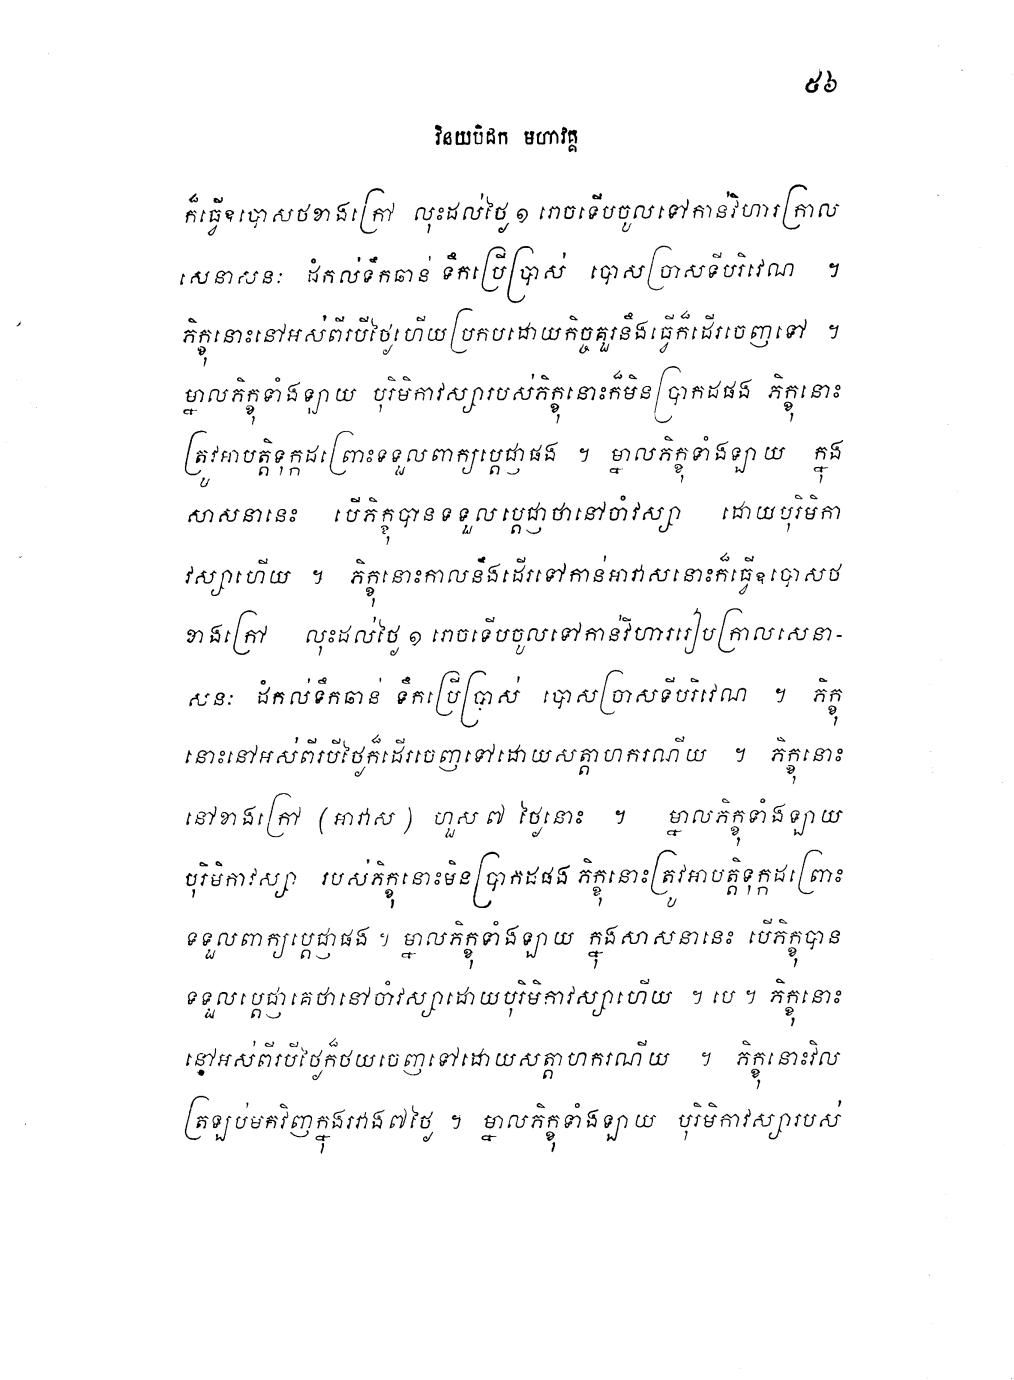 ៥៦
វិនយបិដក មហាវគ្គ
ក៏ធ្វើឧបោសថខាងក្រៅ លុះដល់ថ្ងៃ ១ រោចទើបចូលទៅកាន់វិហារក្រាល
សេនាសនៈ ដំកល់ទឹកឆាន់ ទឹកប្រើប្រាស់ បោសច្រាសទីបរិវេណ ។
ភិក្ខុនោះនៅអស់ពីរបីថ្ងៃហើយប្រកបដោយកិច្ចគួរនឹងធ្វើក៏ដើរចេញទៅ ។
ម្នាលភិក្ខុទាំងឡាយ បុរិមិកាវស្សារបស់ភិក្ខុនោះក៏មិនប្រាកដផង ភិក្ខុនោះ
ត្រូវអាបត្តិទុក្កដព្រោះទទួលពាក្យប្តេជ្ញាផង ។ ម្នាលភិក្ខុទាំងឡាយ ក្នុង
សាសនានេះ បើភិក្ខុបានទទួលប្តេជ្ញាថានៅចាំវស្សា ដោយបុរិមិកា
វស្សាហើយ ។ ភិក្ខុនោះកាលនឹងដើរទៅកាន់អាវាសនោះក៏ធ្វើឧបោសថ
ខាងក្រៅ លុះដល់ថ្ងៃ ១ រោចទើបចូលទៅកាន់វិហាររៀបក្រាលសេនា-
សនៈ ដំកល់ទឹកឆាន់ ទឹកប្រើប្រាស់ បោសច្រាសទីបរិវេណ ។ ភិក្ខុ
នោះនៅអស់ពីរបីថ្ងៃក៏ដើរចេញទៅដោយសត្តាហករណីយ ។ ភិក្ខុនោះ
នៅខាងក្រៅ (អាវាស) ហួស ៧ ថ្ងៃនោះ ។ ម្នាលភិក្ខុទាំងឡាយ
បុរិមិកាវស្សា របស់ភិក្ខុនោះមិនប្រាកដផង ភិក្ខុនោះត្រូវអាបត្តិទុក្កដព្រោះ
ទទួលពាក្យប្តេជ្ញាផង ។ ម្នាលភិក្ខុទាំងឡាយ ក្នុងសាសនានេះ បើភិក្ខុបាន
ទទួលប្តេជ្ញាគេថានៅចាំវស្សាដោយបុរិមិកាវស្សាហើយ ។ បេ ។ ភិក្ខុនោះ
នៅអស់ពីរបីថ្ងៃក៏ថយចេញទៅដោយសត្តាហករណីយ ។ ភិក្ខុនោះវិល
ត្រឡប់មកវិញក្នុងរវាង៧ថ្ងៃ ។ ម្នាលភិក្ខុទាំងឡាយ បុរិមិកាវស្សារបស់